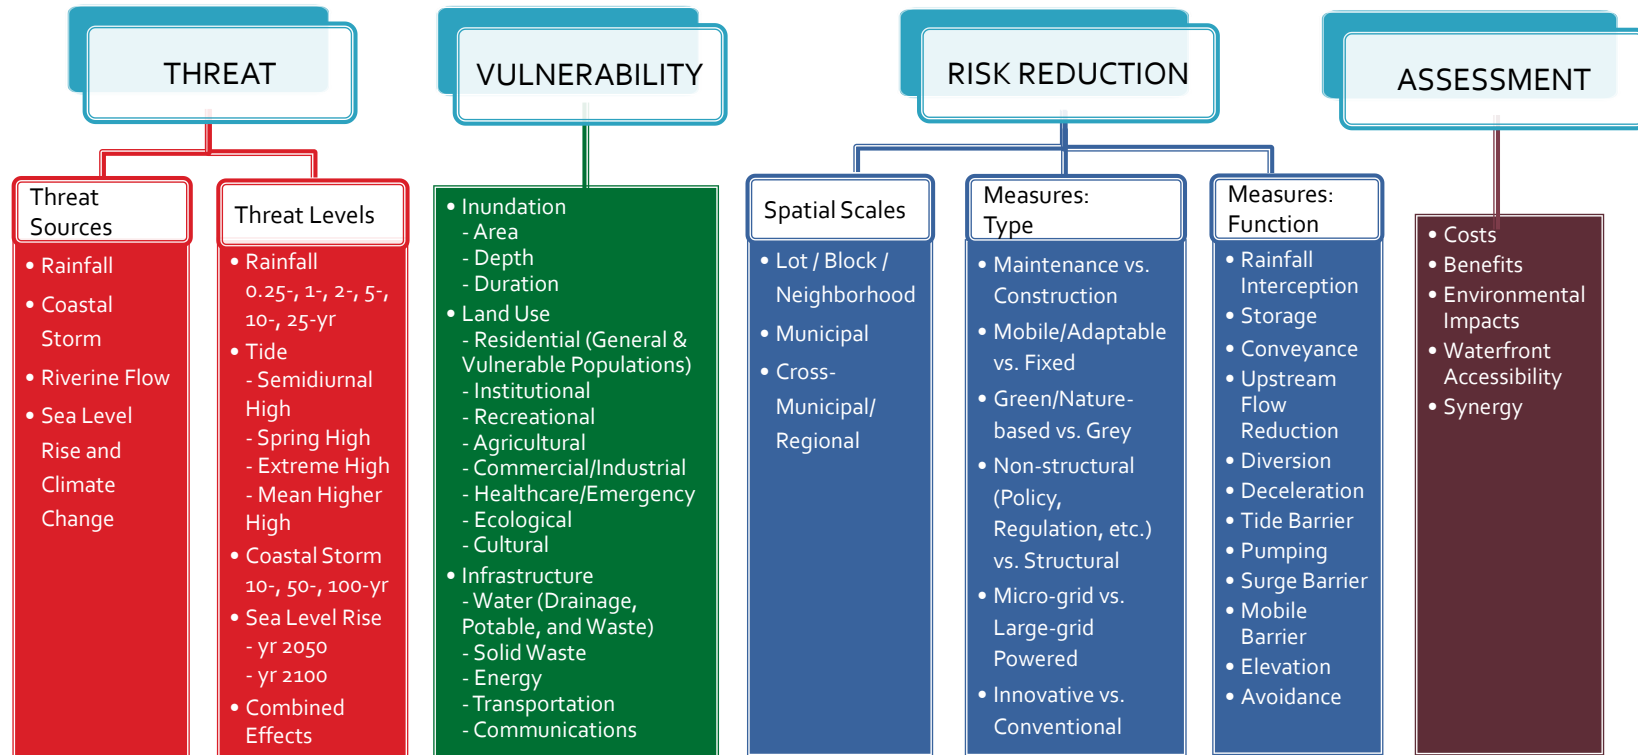 THREAT
VULNERABILITY
RISK REDUCTION
ASSESSMENT
Threat
Sources
• Rainfall
• Coastal
Storm
• Riverine Flow
• Sea Level
Rise and
Climate
Change
Threat Levels
• Rainfall
0.25-, 1-, 2-, 5-,
10-, 25-yr
• Tide
- Semidiurnal
High
- Spring High
- Extreme High
- Mean Higher
High
• Coastal Storm
10-, 50-, 100-yr
• Sea Level Rise
- yr 2050
- yr 2100
• Combined
Effects
• Inundation
- Area
- Depth
- Duration
• Land Use
- Residential (General &
Vulnerable Populations)
- Institutional
- Recreational
- Agricultural
- Commercial/Industrial
- Healthcare/Emergency
- Ecological
- Cultural
• Infrastructure
- Water (Drainage,
Potable, and Waste)
- Solid Waste
- Energy
- Transportation
- Communications
Spatial Scales
• Lot / Block /
Neighborhood
• Municipal
• Cross-
Municipal/
Regional
Measures:
Type
• Maintenance vs.
Construction
• Mobile/Adaptable
vs. Fixed
• Green/Nature-
based vs. Grey
• Non-structural
(Policy,
Regulation, etc.)
vs. Structural
• Micro-grid vs.
Large-grid
Powered
• Innovative vs.
Conventional
Measures:
Function
• Rainfall
Interception
• Storage
• Conveyance
• Upstream
Flow
Reduction
• Diversion
• Deceleration
• Tide Barrier
• Pumping
• Surge Barrier
• Mobile
Barrier
• Elevation
• Avoidance
• Costs
• Benefits
• Environmental
Impacts
• Waterfront
Accessibility
• Synergy